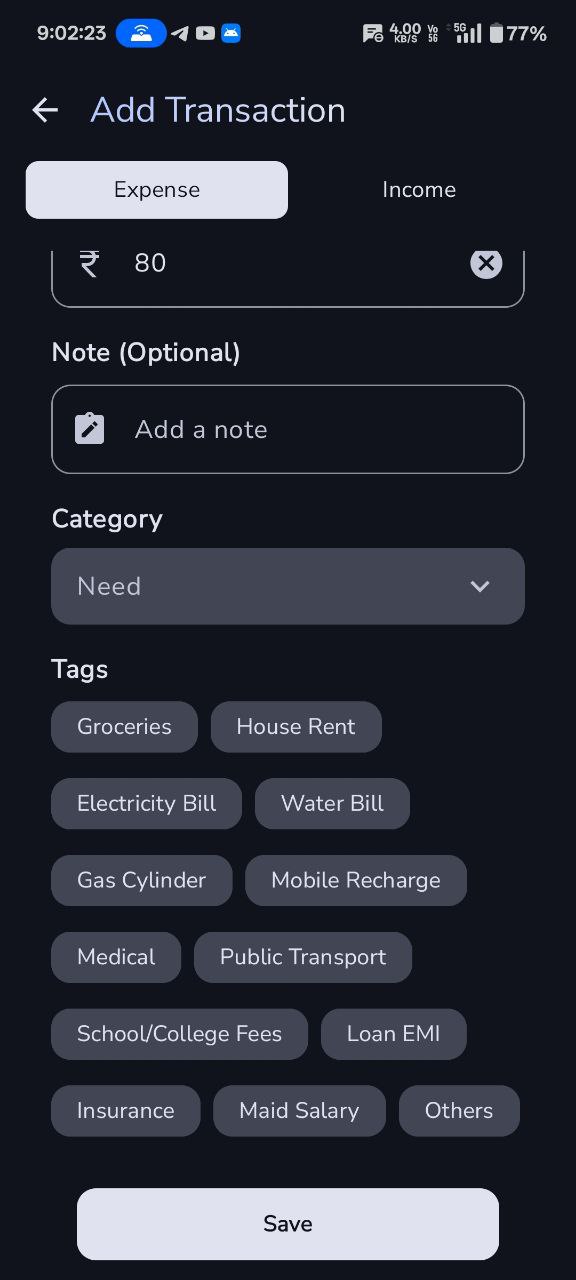 9:02:23 4.00 KB/S Vo 5G 5G 77%
Add Transaction
Expense Income
₹ 80
Note (Optional)
Add a note
Category
Need
Tags
Groceries House Rent
Electricity Bill Water Bill
Gas Cylinder Mobile Recharge
Medical Public Transport
School/College Fees Loan EMI
Insurance Maid Salary Others
Save